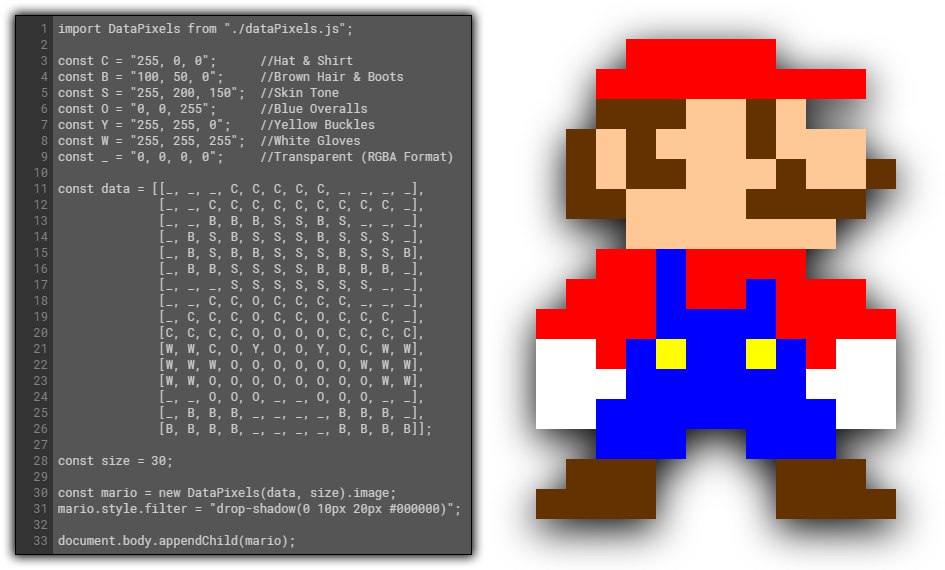 1 import DataPixels from "./dataPixels.js";
2
3 const C = "255, 0, 0";      //Hat & Shirt
4 const B = "100, 50, 0";     //Brown Hair & Boots
5 const S = "255, 200, 150";  //Skin Tone
6 const O = "0, 0, 255";      //Blue Overalls
7 const Y = "255, 255, 0";    //Yellow Buckles
8 const W = "255, 255, 255";  //White Gloves
9 const _ = "0, 0, 0, 0";     //Transparent (RGBA Format)
10
11 const data = [[_, _, _, C, C, C, C, C, _, _, _, _],
12               [_, _, C, C, C, C, C, C, C, C, C, _],
13               [_, _, B, B, B, S, S, B, S, _, _, _],
14               [_, B, S, B, S, S, S, B, S, S, S, _],
15               [_, B, S, B, B, S, S, S, B, S, S, B],
16               [_, B, B, S, S, S, S, B, B, B, B, _],
17               [_, _, _, S, S, S, S, S, S, S, _, _],
18               [_, _, C, C, O, C, C, C, C, _, _, _],
19               [_, C, C, C, O, C, C, O, C, C, C, _],
20               [C, C, C, C, O, O, O, O, C, C, C, C],
21               [W, W, C, O, Y, O, O, Y, O, C, W, W],
22               [W, W, W, O, O, O, O, O, O, W, W, W],
23               [W, W, O, O, O, O, O, O, O, O, W, W],
24               [_, _, O, O, O, _, _, O, O, O, _, _],
25               [_, B, B, B, _, _, _, _, B, B, B, _],
26               [B, B, B, B, _, _, _, _, B, B, B, B]];
27
28 const size = 30;
29
30 const mario = new DataPixels(data, size).image;
31 mario.style.filter = "drop-shadow(0 10px 20px #000000)";
32
33 document.body.appendChild(mario);